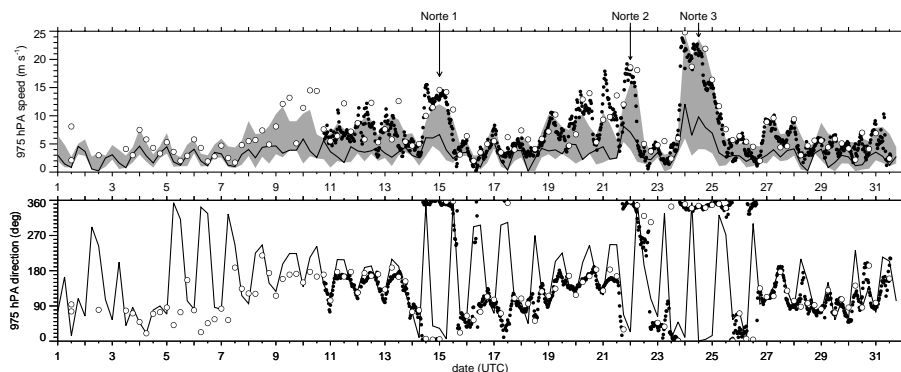 Norte 1 Norte 2 Norte 3
25
20
15
10
5
0
975 hPA speed (m s⁻¹)
1 3 5 7 9 11 13 15 17 19 21 23 25 27 29 31
360
270
180
90
0
975 hPA direction (deg)
1 3 5 7 9 11 13 15 17 19 21 23 25 27 29 31
date (UTC)